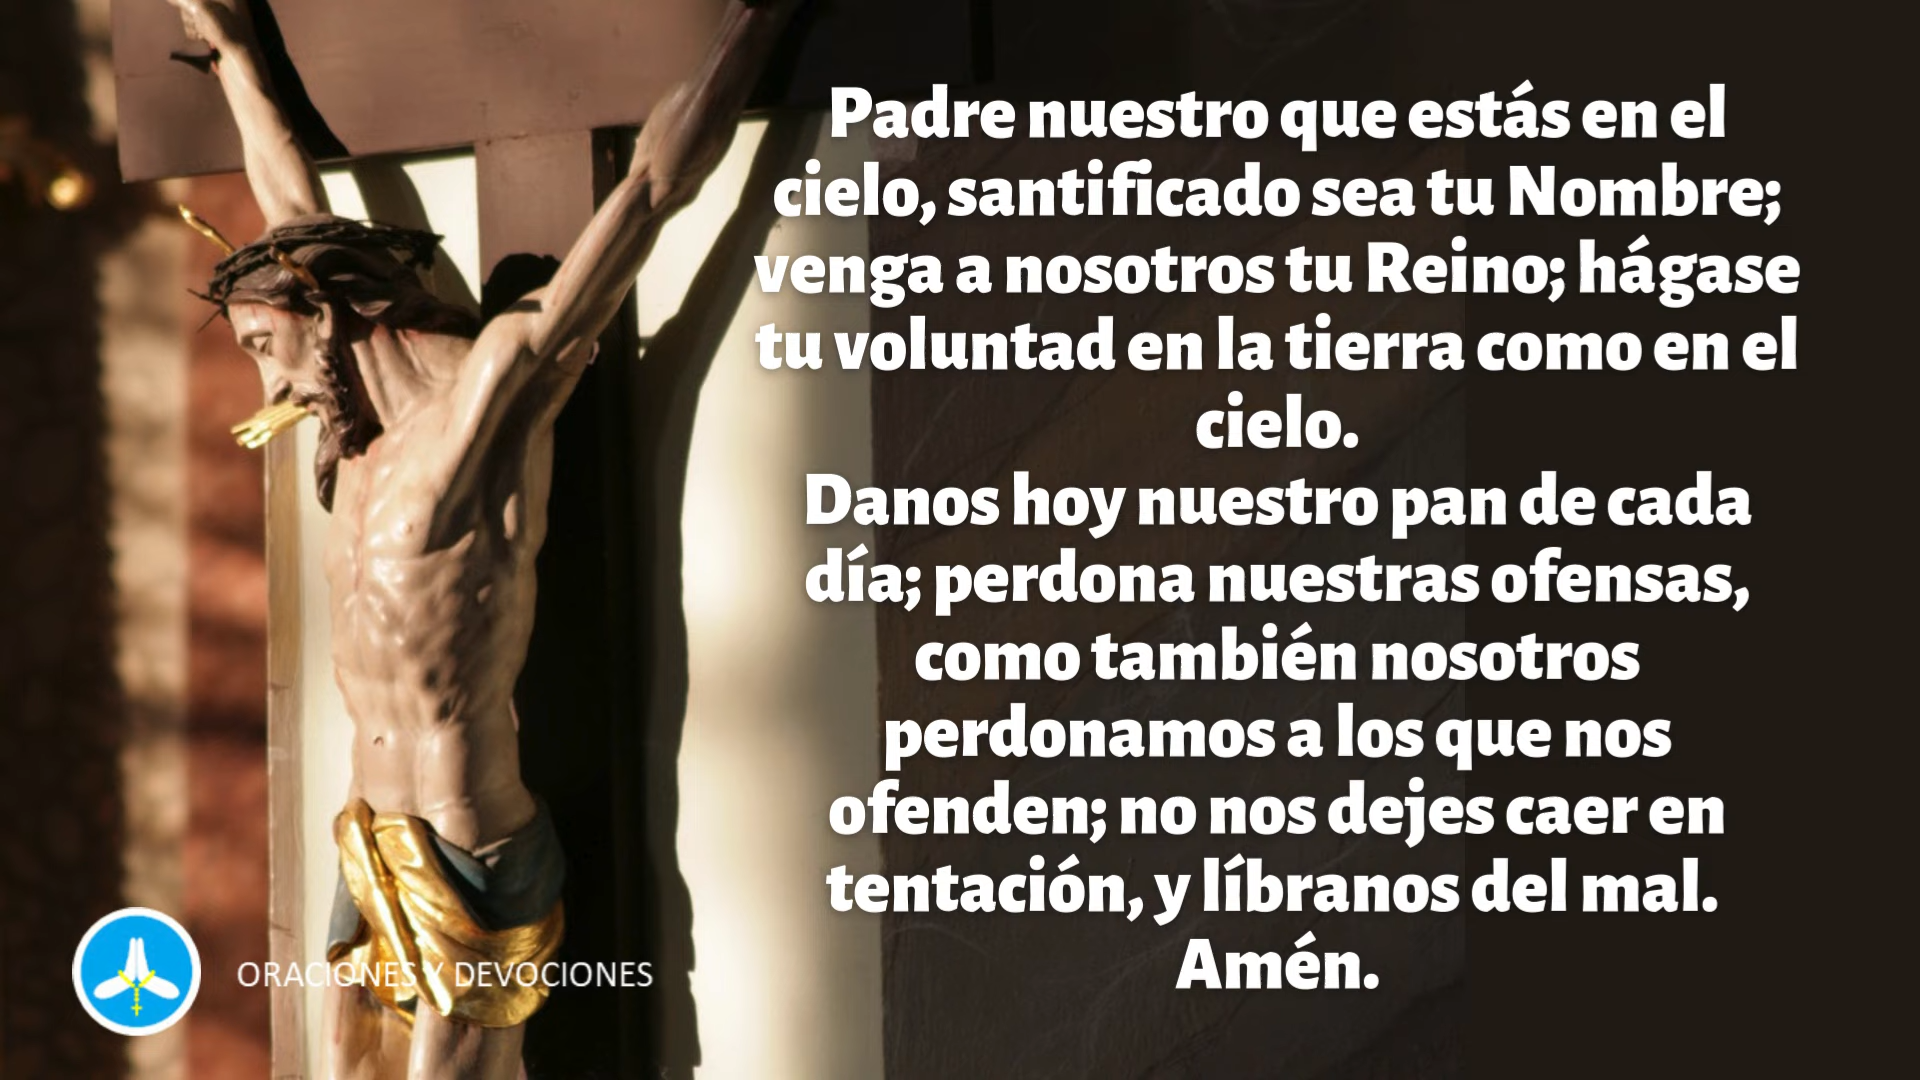 Padre nuestro que estás en el
cielo, santificado sea tu Nombre;
venga a nosotros tu Reino; hágase
tu voluntad en la tierra como en el
cielo.
Danos hoy nuestro pan de cada
día; perdona nuestras ofensas,
como también nosotros
perdonamos a los que nos
ofenden; no nos dejes caer en
tentación, y líbranos del mal.
Amén.
ORACIONES Y DEVOCIONES